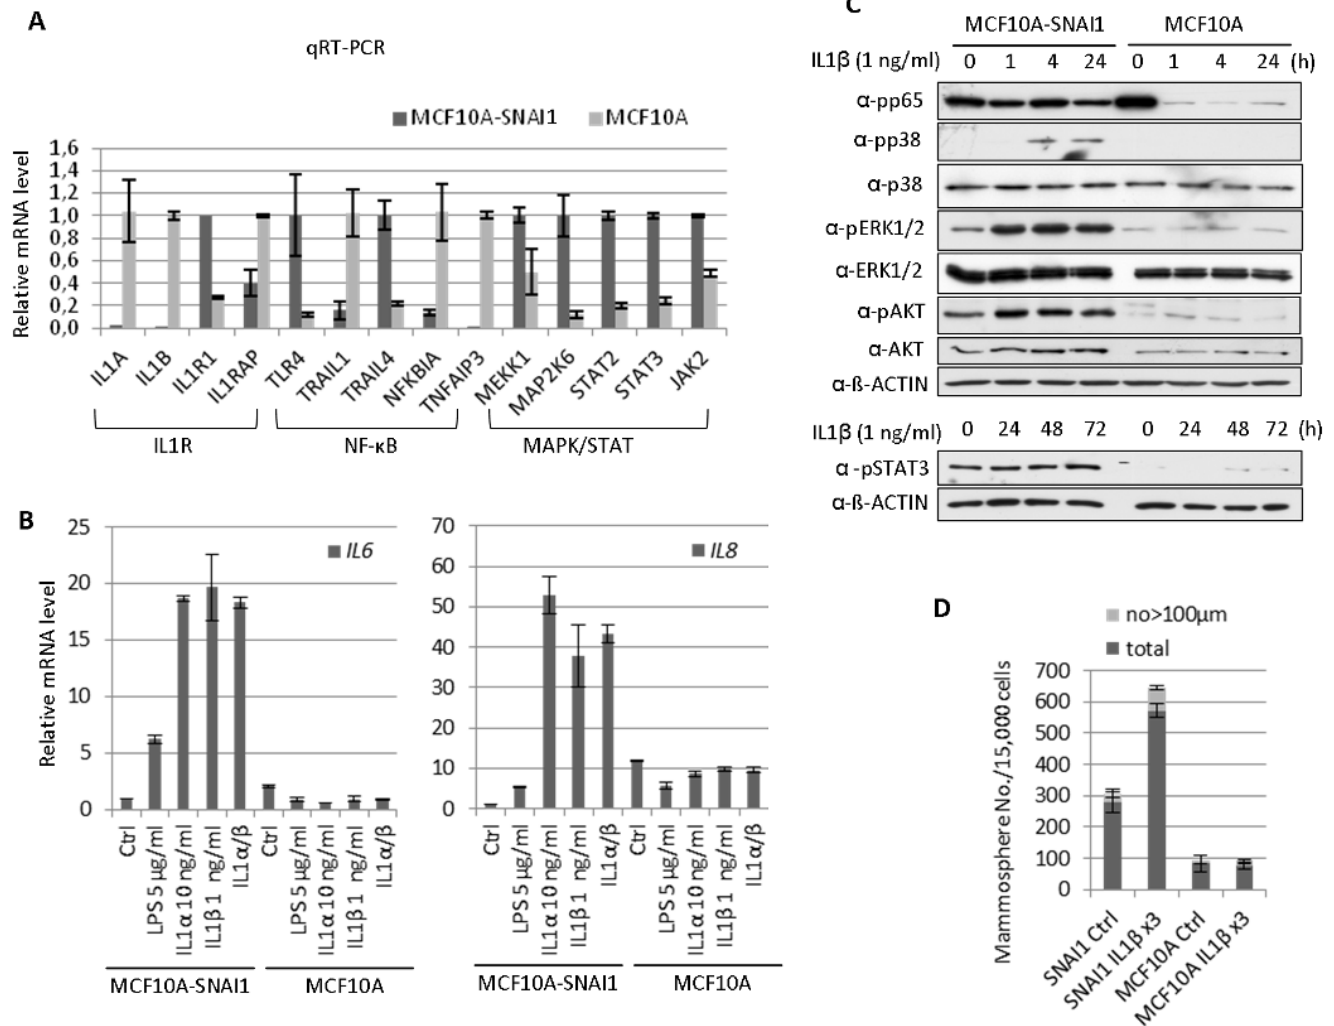 A
qRT-PCR
MCF10A-SNAI1 MCF10A
Relative mRNA level
1,6
1,4
1,2
1,0
0,8
0,6
0,4
0,2
0,0
IL1A IL1B IL1R1 IL1RAP TLR4 TRAIL1 TRAIL4 NFKBIA TNFAIP3 MEKK1 MAP2K6 STAT2 STAT3 JAK2
IL1R NF-κB MAPK/STAT
B
Relative mRNA level
25
20
15
10
5
0
IL6
Ctrl
LPS 5 µg/ml
IL1α 10 ng/ml
IL1β 1 ng/ml
IL1α/β
Ctrl
LPS 5 µg/ml
IL1α 10 ng/ml
IL1β 1 ng/ml
IL1α/β
MCF10A-SNAI1 MCF10A
70
60
50
40
30
20
10
0
IL8
Ctrl
LPS 5 µg/ml
IL1α 10 ng/ml
IL1β 1 ng/ml
IL1α/β
Ctrl
LPS 5 µg/ml
IL1α 10 ng/ml
IL1β 1 ng/ml
IL1α/β
MCF10A-SNAI1 MCF10A
C
MCF10A-SNAI1 MCF10A
IL1β (1 ng/ml) 0 1 4 24 0 1 4 24 (h)
α-pp65
α-pp38
α-p38
α-pERK1/2
α-ERK1/2
α-pAKT
α-AKT
α-ß-ACTIN
IL1β (1 ng/ml) 0 24 48 72 0 24 48 72 (h)
α -pSTAT3
α-ß-ACTIN
D
no>100µm
total
Mammosphere No./15,000 cells
700
600
500
400
300
200
100
0
SNAI1 Ctrl
SNAI1 IL1β x3
MCF10A Ctrl
MCF10A IL1β x3